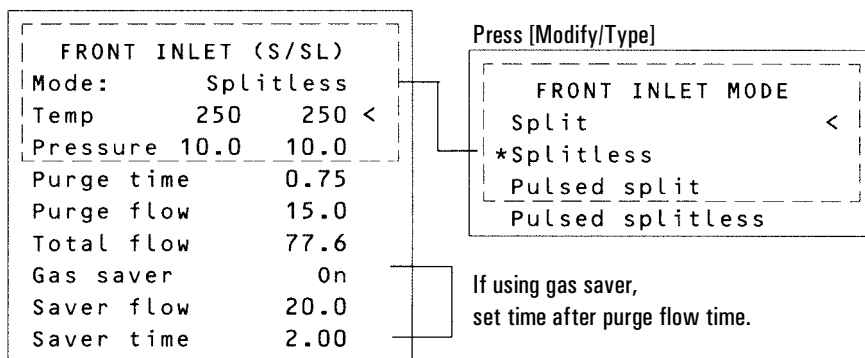 FRONT INLET (S/SL)
Mode: Splitless
Temp 250 250 <
Pressure 10.0 10.0
Purge time 0.75
Purge flow 15.0
Total flow 77.6
Gas saver On
Saver flow 20.0
Saver time 2.00
Press [Modify/Type]
FRONT INLET MODE
Split <
*Splitless
Pulsed split
Pulsed splitless
If using gas saver,
set time after purge flow time.